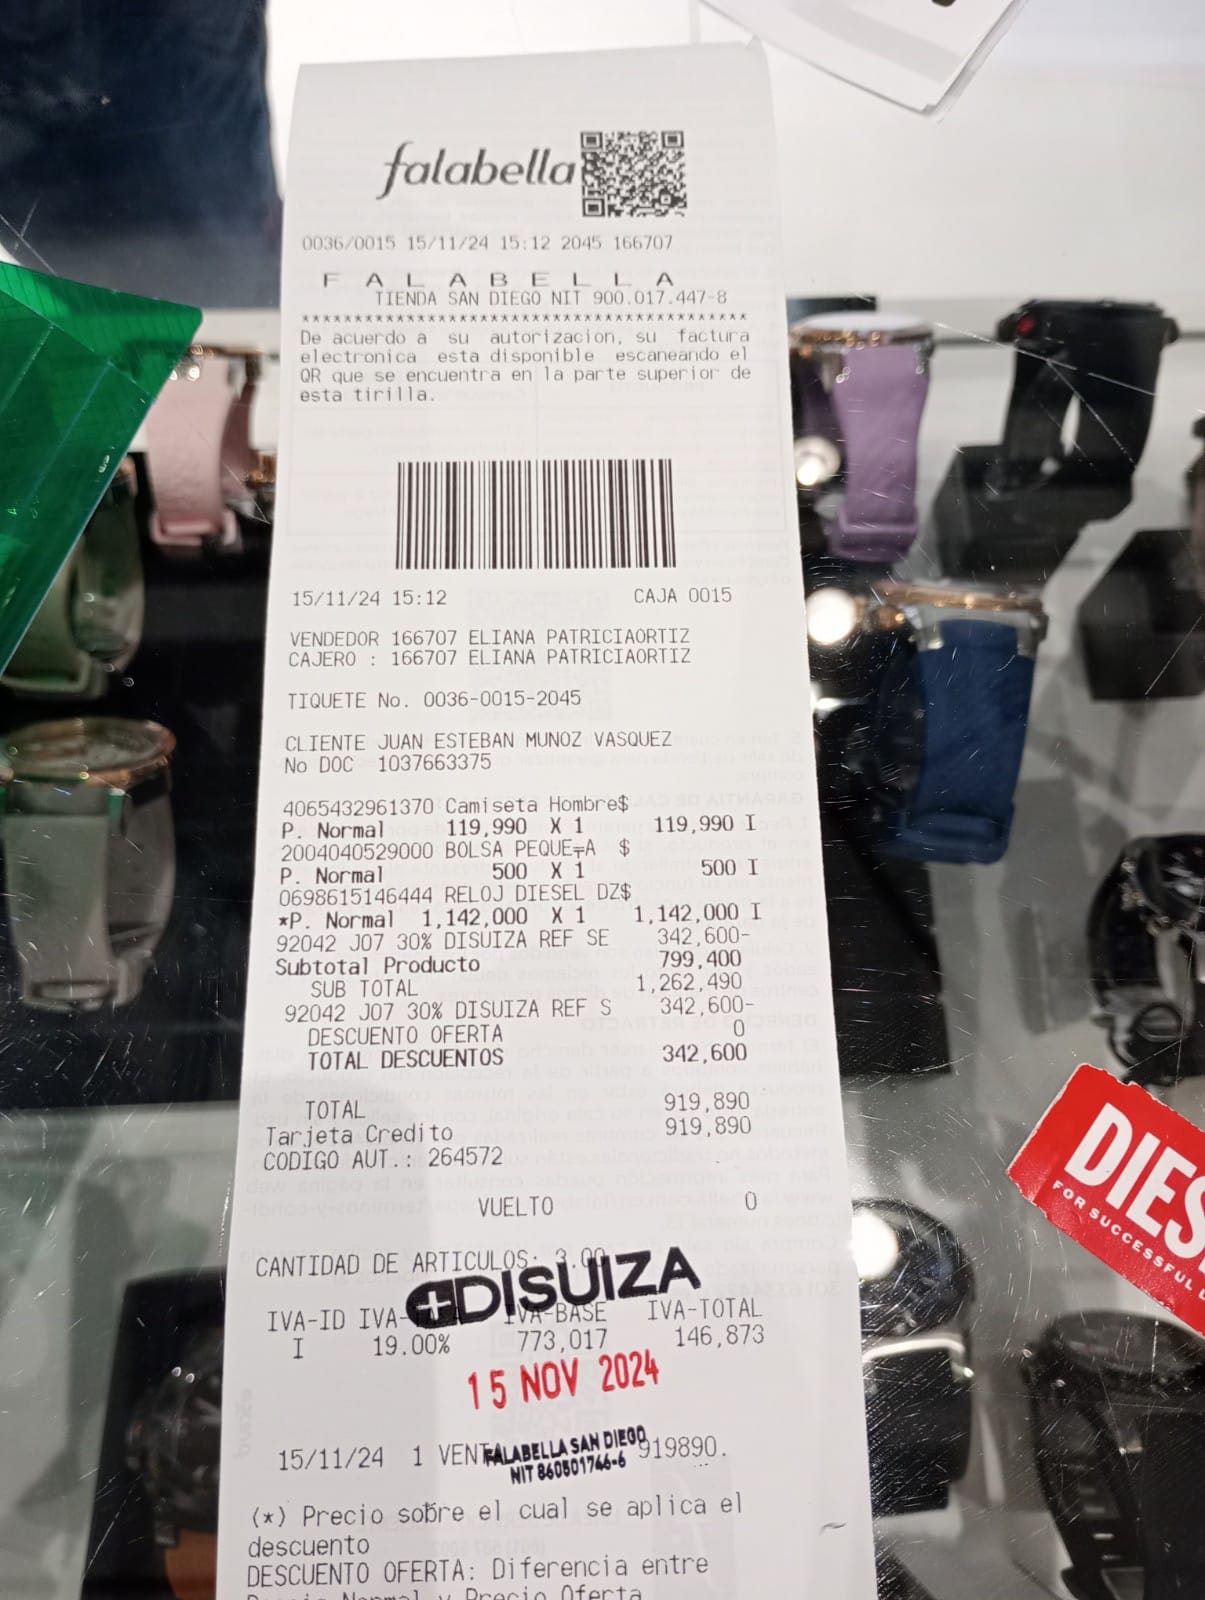 falabella
0036/0015 15/11/24 15:12 2045 166707
F A L A B E L L A
TIENDA SAN DIEGO NIT 900.017.447-8
****************************************
De acuerdo a su autorizacion, su factura
electronica esta disponible escaneando el
QR que se encuentra en la parte superior de
esta tirilla.
15/11/24 15:12 CAJA 0015
VENDEDOR 166707 ELIANA PATRICIAORTIZ
CAJERO : 166707 ELIANA PATRICIAORTIZ
TIQUETE No. 0036-0015-2045
CLIENTE JUAN ESTEBAN MUNOZ VASQUEZ
No DOC 1037663375
4065432961370 Camiseta Hombre$
P. Normal 119,990 X 1 119,990 I
2004040529000 BOLSA PEQUE╤A $
P. Normal 500 X 1 500 I
0698615146444 RELOJ DIESEL DZ$
*P. Normal 1,142,000 X 1 1,142,000 I
92042 J07 30% DISUIZA REF SE 342,600-
Subtotal Producto 799,400
SUB TOTAL 1,262,490
92042 J07 30% DISUIZA REF S 342,600-
DESCUENTO OFERTA 0
TOTAL DESCUENTOS 342,600
TOTAL 919,890
Tarjeta Credito 919,890
CODIGO AUT.: 264572
VUELTO 0
CANTIDAD DE ARTICULOS: 3.00
DISUIZA
IVA-ID IVA- IVA-BASE IVA-TOTAL
I 19.00% 773,017 146,873
15 NOV 2024
15/11/24 1 VENT 919890.
FALABELLA SAN DIEGO
NIT 860501746-6
(*) Precio sobre el cual se aplica el
descuento
DESCUENTO OFERTA: Diferencia entre
Precio Normal y Precio Oferta
DIES
FOR SUCCESSFUL L